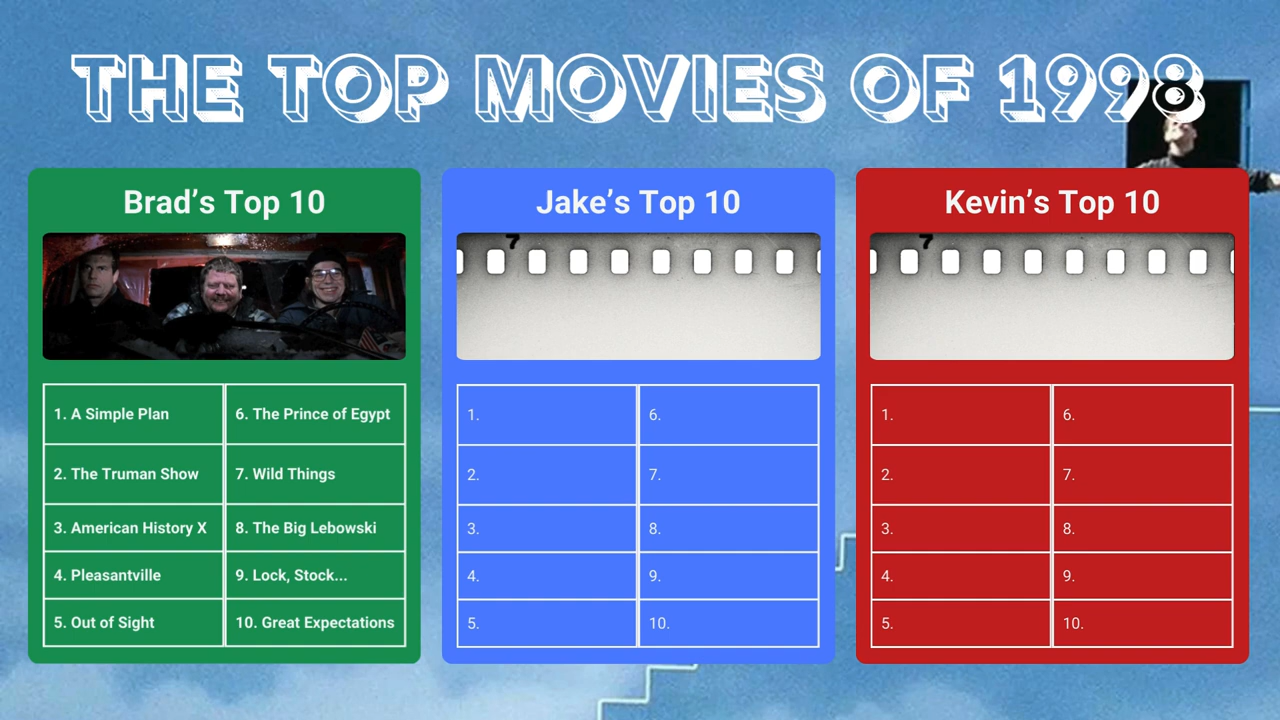 THE TOP MOVIES OF 1998
Brad’s Top 10
1. A Simple Plan
2. The Truman Show
3. American History X
4. Pleasantville
5. Out of Sight
6. The Prince of Egypt
7. Wild Things
8. The Big Lebowski
9. Lock, Stock...
10. Great Expectations
Jake’s Top 10
7
1.
2.
3.
4.
5.
6.
7.
8.
9.
10.
Kevin’s Top 10
7
1.
2.
3.
4.
5.
6.
7.
8.
9.
10.